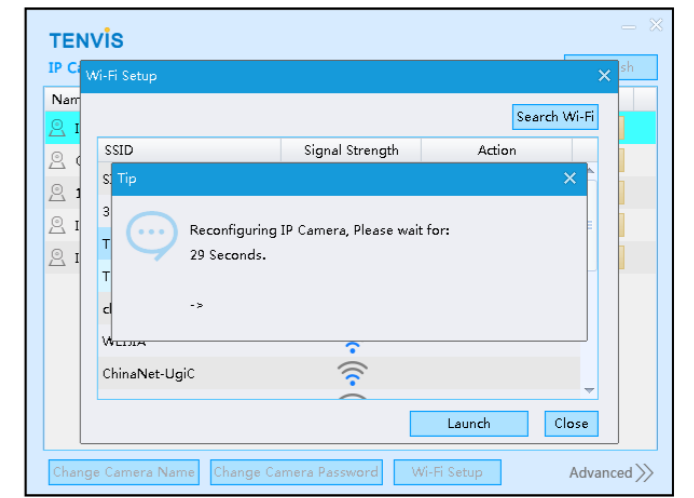 TENVIS
IP C
Wi-Fi Setup
sh
Nam
Search Wi-Fi
SSID Signal Strength Action
Tip
Reconfiguring IP Camera, Please wait for:
29 Seconds.
->
ChinaNet-UgiC
Launch Close
Change Camera Name Change Camera Password Wi-Fi Setup Advanced